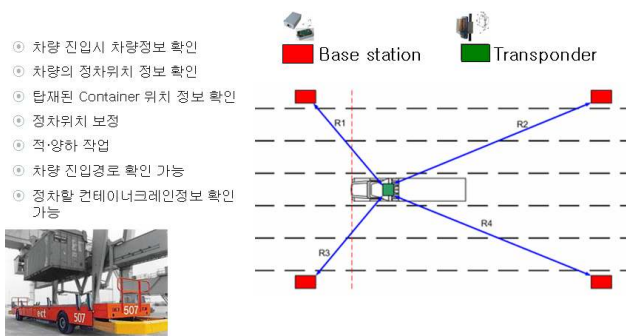 차량 진입시 차량정보 확인
차량의 정차위치 정보 확인
탑재된 Container 위치 정보 확인
정차위치 보정
적·양하 작업
차량 진입경로 확인 가능
정차할 컨테이너크레인정보 확인
가능
Base station
Transponder
R1
R2
R3
R4
ect
507
507